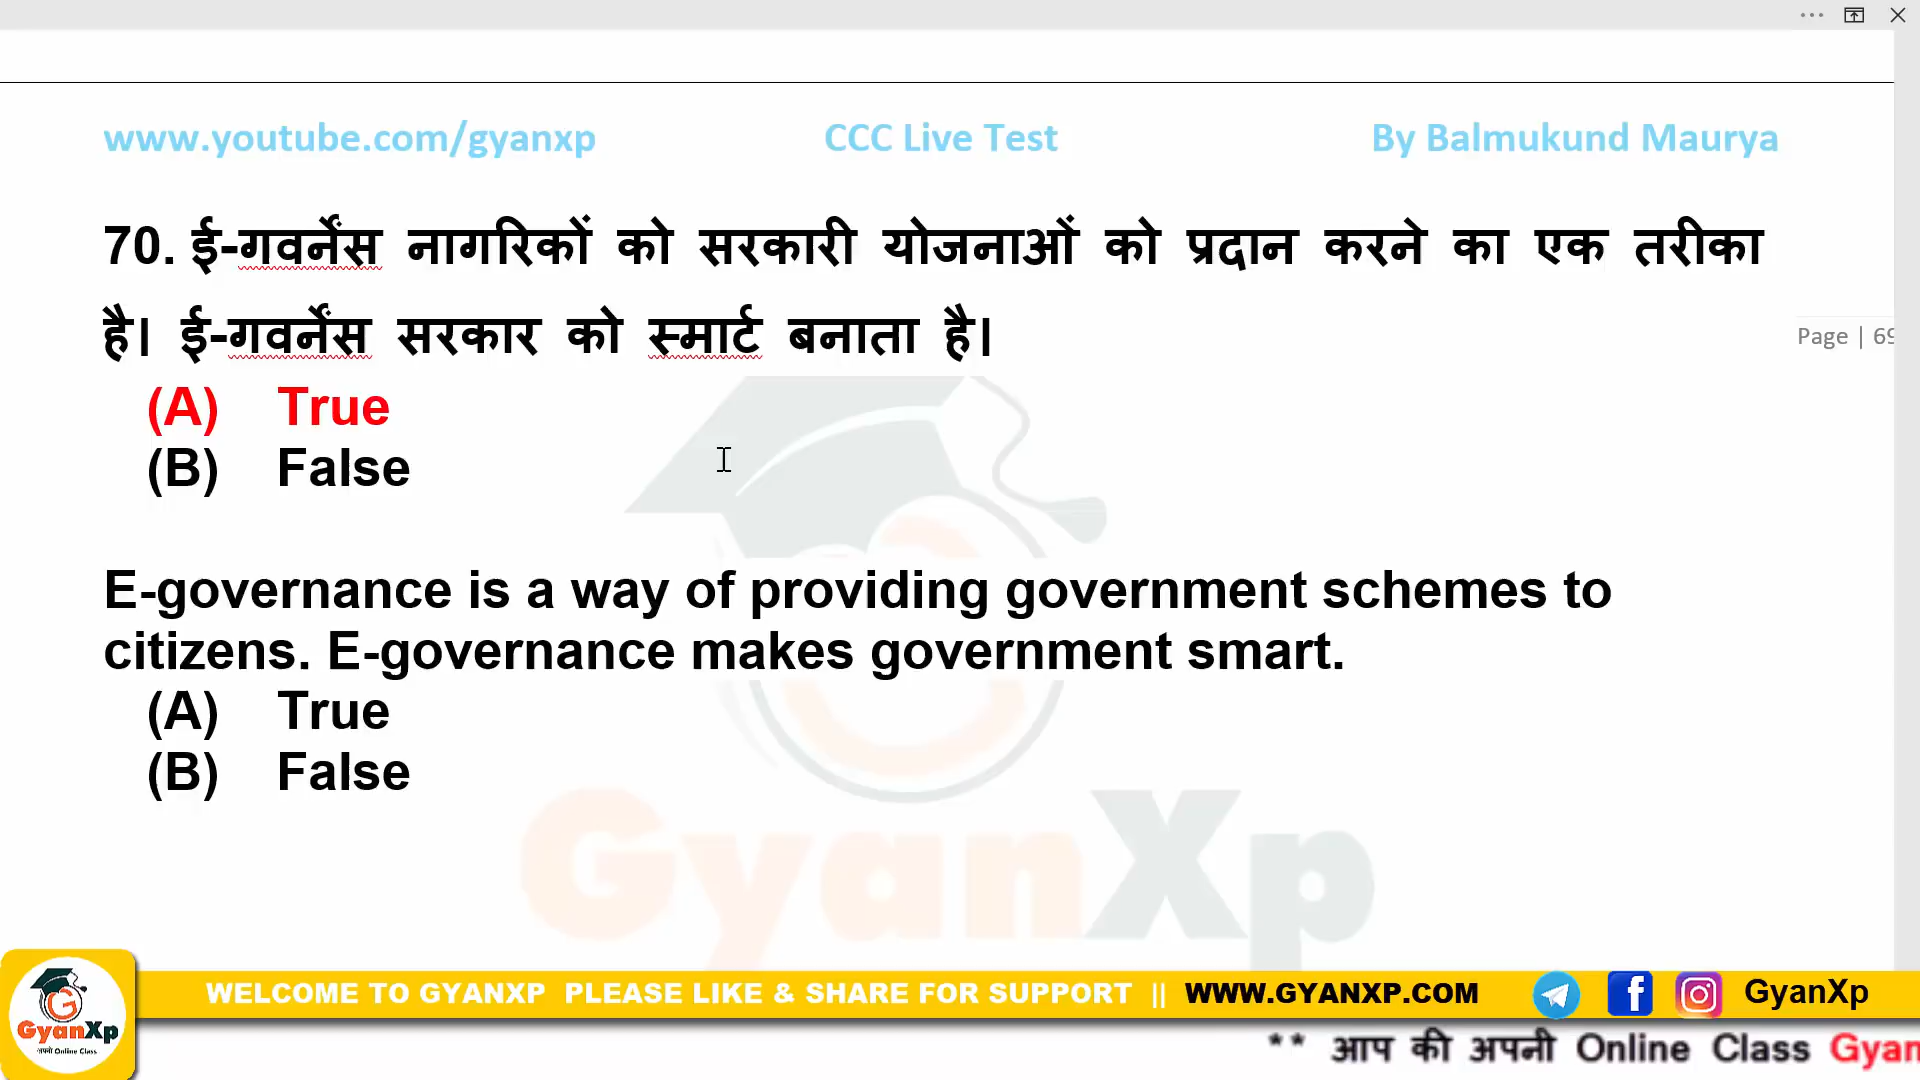 www.youtube.com/gyanxp CCC Live Test By Balmukund Maurya
70. ई-गवर्नेंस नागरिकों को सरकारी योजनाओं को प्रदान करने का एक तरीका
है। ई-गवर्नेंस सरकार को स्मार्ट बनाता है।
Page | 69
(A) True
(B) False
E-governance is a way of providing government schemes to
citizens. E-governance makes government smart.
(A) True
(B) False
GyanXp
WELCOME TO GYANXP PLEASE LIKE & SHARE FOR SUPPORT || WWW.GYANXP.COM GyanXp
GyanXp
अपनी Online Class
** आप की अपनी Online Class Gyan